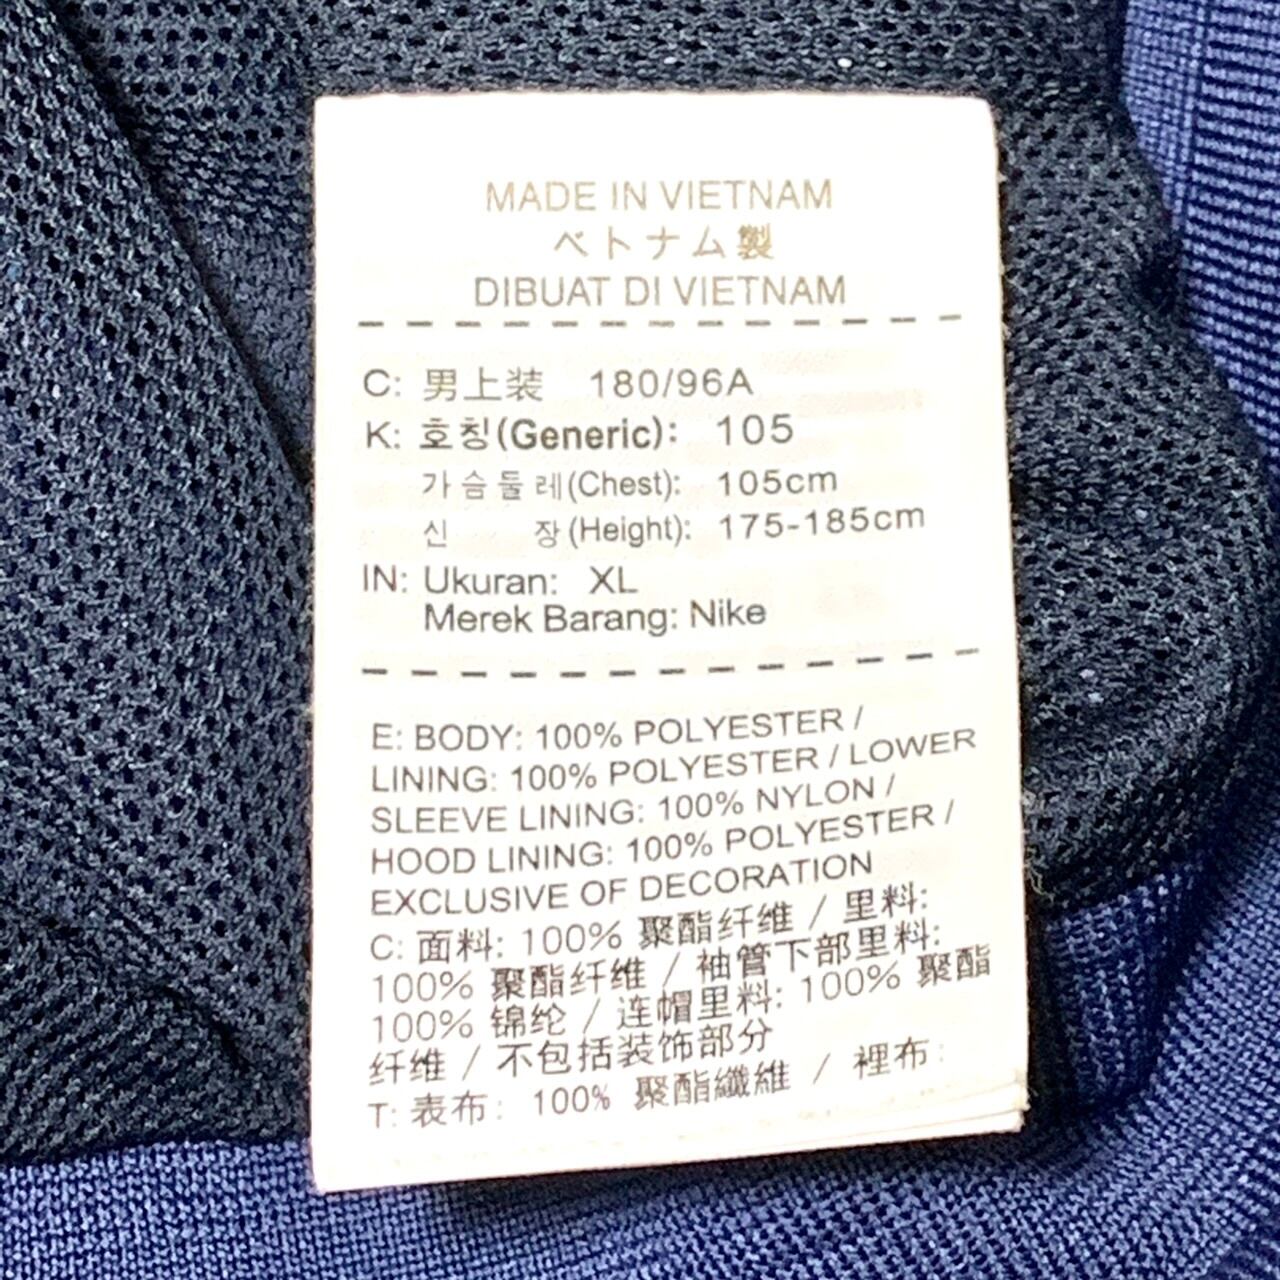 MADE IN VIETNAM
ベトナム製
DIBUAT DI VIETNAM
C: 男上装 180/96A
K: 호칭(Generic): 105
가슴둘레(Chest): 105cm
신 장(Height): 175-185cm
IN: Ukuran: XL
Merek Barang: Nike
E: BODY: 100% POLYESTER /
LINING: 100% POLYESTER / LOWER
SLEEVE LINING: 100% NYLON /
HOOD LINING: 100% POLYESTER /
EXCLUSIVE OF DECORATION
C: 面料: 100% 聚酯纤维 / 里料:
100% 聚酯纤维 / 袖管下部里料:
100% 锦纶 / 连帽里料: 100% 聚酯
纤维 / 不包括装饰部分
T: 表布: 100% 聚酯纖維 / 裡布: